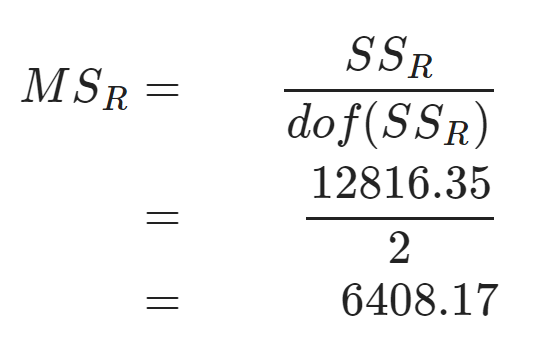 MS_R = SS_R / dof(SS_R)
= 12816.35 / 2
= 6408.17